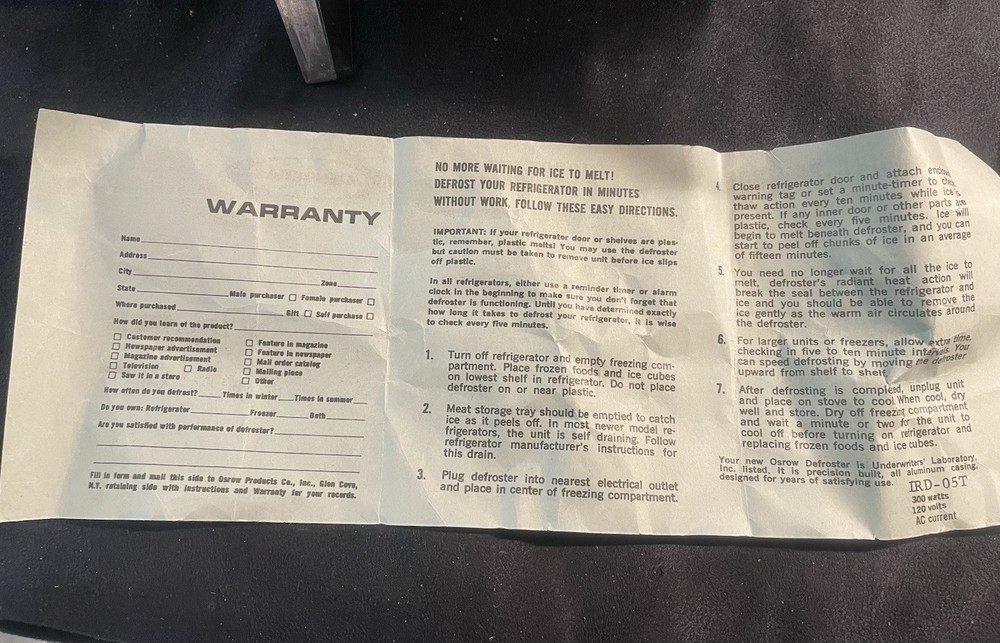 WARRANTY
Name
Address
City Zone
State Male purchaser Female purchaser
Where purchased Gift Self purchase
How did you learn of the product?
Customer recommendation
Newspaper advertisement
Magazine advertisement
Television Radio
Saw it in a store
Feature in magazine
Feature in newspaper
Mail order catalog
Mailing piece
Other
How often do you defrost? Times in winter Times in summer
Do you own: Refrigerator Freezer Both
Are you satisfied with performance of defroster?
Fill in form and mail this side to Osrow Products Co., Inc., Glen Cove,
N.Y. retaining side with instructions and Warranty for your records.
NO MORE WAITING FOR ICE TO MELT!
DEFROST YOUR REFRIGERATOR IN MINUTES
WITHOUT WORK, FOLLOW THESE EASY DIRECTIONS.
IMPORTANT: If your refrigerator door or shelves are plas-
tic, remember, plastic melts! You may use the defroster
but caution must be taken to remove unit before ice slips
off plastic.
In all refrigerators, either use a reminder timer or alarm
clock in the beginning to make sure you don't forget that
defroster is functioning. Until you have determined exactly
how long it takes to defrost your refrigerator, it is wise
to check every five minutes.
1. Turn off refrigerator and empty freezing com-
partment. Place frozen foods and ice cubes
on lowest shelf in refrigerator. Do not place
defroster on or near plastic.
2. Meat storage tray should be emptied to catch
ice as it peels off. In most newer model re-
frigerators, the unit is self draining. Follow
refrigerator manufacturer's instructions for
this drain.
3. Plug defroster into nearest electrical outlet
and place in center of freezing compartment.
4. Close refrigerator door and attach
warning tag or set a minute-timer to
thaw action every ten minutes while ice is
present. If any inner door or other parts are
plastic, check every five minutes. Ice will
begin to melt beneath defroster, and you can
start to peel off chunks of ice in an average
of fifteen minutes.
5. You need no longer wait for all the ice to
melt, defroster's radiant heat action will
break the seal between the refrigerator and
ice and you should be able to remove the
ice gently as the warm air circulates around
the defroster.
6. For larger units or freezers, allow extra time,
checking in five to ten minute intervals. You
can speed defrosting by moving the defroster
upward from shelf to shelf.
7. After defrosting is completed, unplug unit
and place on stove to cool. When cool, dry
well and store. Dry off freezing compartment
and wait a minute or two for the unit to
cool off before turning on refrigerator and
replacing frozen foods and ice cubes.
Your new Osrow Defroster is Underwriters' Laboratory,
Inc. listed. It is precision built, all aluminum casing,
designed for years of satisfying use.
IRD-05T
300 watts
120 volts
AC current